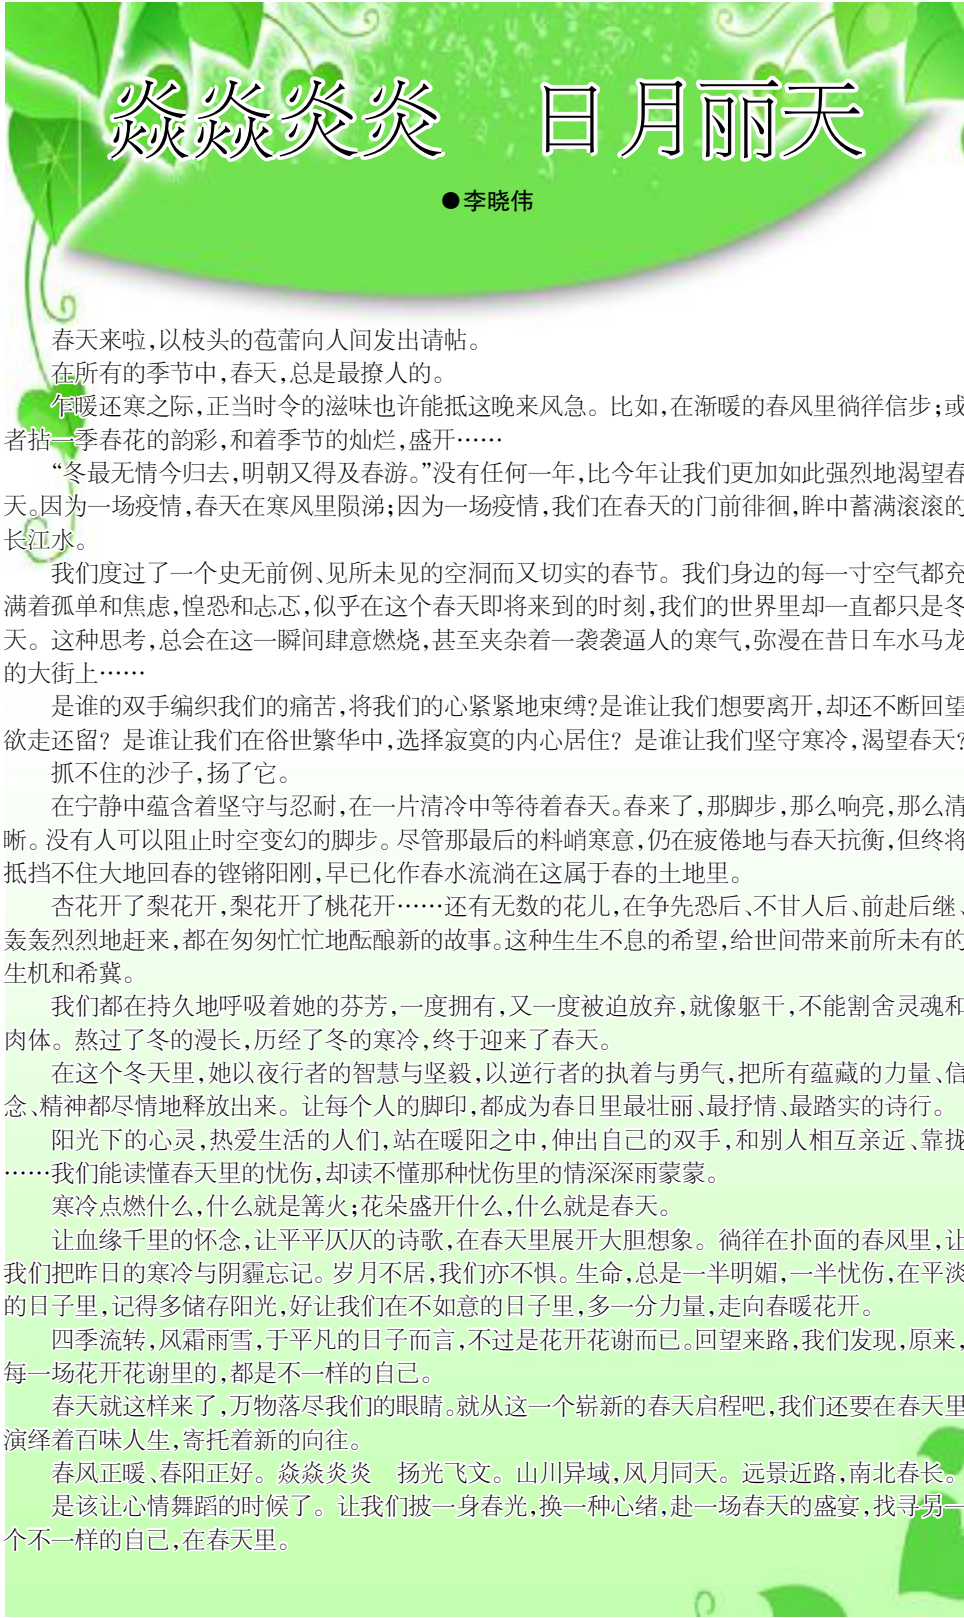 焱焱炎炎　日月丽天
●李晓伟
春天来啦,以枝头的苞蕾向人间发出请帖。
在所有的季节中,春天,总是最撩人的。
乍暖还寒之际,正当时令的滋味也许能抵这晚来风急。比如,在渐暖的春风里徜徉信步;或
者拈一季春花的韵彩,和着季节的灿烂,盛开……
“冬最无情今归去,明朝又得及春游。”没有任何一年,比今年让我们更加如此强烈地渴望春
天。因为一场疫情,春天在寒风里陨涕;因为一场疫情,我们在春天的门前徘徊,眸中蓄满滚滚的
长江水。
我们度过了一个史无前例、见所未见的空洞而又切实的春节。我们身边的每一寸空气都充
满着孤单和焦虑,惶恐和忐忑,似乎在这个春天即将来到的时刻,我们的世界里却一直都只是冬
天。这种思考,总会在这一瞬间肆意燃烧,甚至夹杂着一袭袭逼人的寒气,弥漫在昔日车水马龙
的大街上……
是谁的双手编织我们的痛苦,将我们的心紧紧地束缚?是谁让我们想要离开,却还不断回望
欲走还留？是谁让我们在俗世繁华中,选择寂寞的内心居住？是谁让我们坚守寒冷,渴望春天?
抓不住的沙子,扬了它。
在宁静中蕴含着坚守与忍耐,在一片清冷中等待着春天。春来了,那脚步,那么响亮,那么清
晰。没有人可以阻止时空变幻的脚步。尽管那最后的料峭寒意,仍在疲倦地与春天抗衡,但终将
抵挡不住大地回春的铿锵阳刚,早已化作春水流淌在这属于春的土地里。
杏花开了梨花开,梨花开了桃花开……还有无数的花儿,在争先恐后、不甘人后、前赴后继、
轰轰烈烈地赶来,都在匆匆忙忙地酝酿新的故事。这种生生不息的希望,给世间带来前所未有的
生机和希冀。
我们都在持久地呼吸着她的芬芳,一度拥有,又一度被迫放弃,就像躯干,不能割舍灵魂和
肉体。熬过了冬的漫长,历经了冬的寒冷,终于迎来了春天。
在这个冬天里,她以夜行者的智慧与坚毅,以逆行者的执着与勇气,把所有蕴藏的力量、信
念、精神都尽情地释放出来。让每个人的脚印,都成为春日里最壮丽、最抒情、最踏实的诗行。
阳光下的心灵,热爱生活的人们,站在暖阳之中,伸出自己的双手,和别人相互亲近、靠拢
……我们能读懂春天里的忧伤,却读不懂那种忧伤里的情深深雨蒙蒙。
寒冷点燃什么,什么就是篝火;花朵盛开什么,什么就是春天。
让血缘千里的怀念,让平平仄仄的诗歌,在春天里展开大胆想象。徜徉在扑面的春风里,让
我们把昨日的寒冷与阴霾忘记。岁月不居,我们亦不惧。生命,总是一半明媚,一半忧伤,在平淡
的日子里,记得多储存阳光,好让我们在不如意的日子里,多一分力量,走向春暖花开。
四季流转,风霜雨雪,于平凡的日子而言,不过是花开花谢而已。回望来路,我们发现,原来,
每一场花开花谢里的,都是不一样的自己。
春天就这样来了,万物落尽我们的眼睛。就从这一个崭新的春天启程吧,我们还要在春天里
演绎着百味人生,寄托着新的向往。
春风正暖、春阳正好。焱焱炎炎　扬光飞文。山川异域,风月同天。远景近路,南北春长。
是该让心情舞蹈的时候了。让我们披一身春光,换一种心绪,赴一场春天的盛宴,找寻另一
个不一样的自己,在春天里。